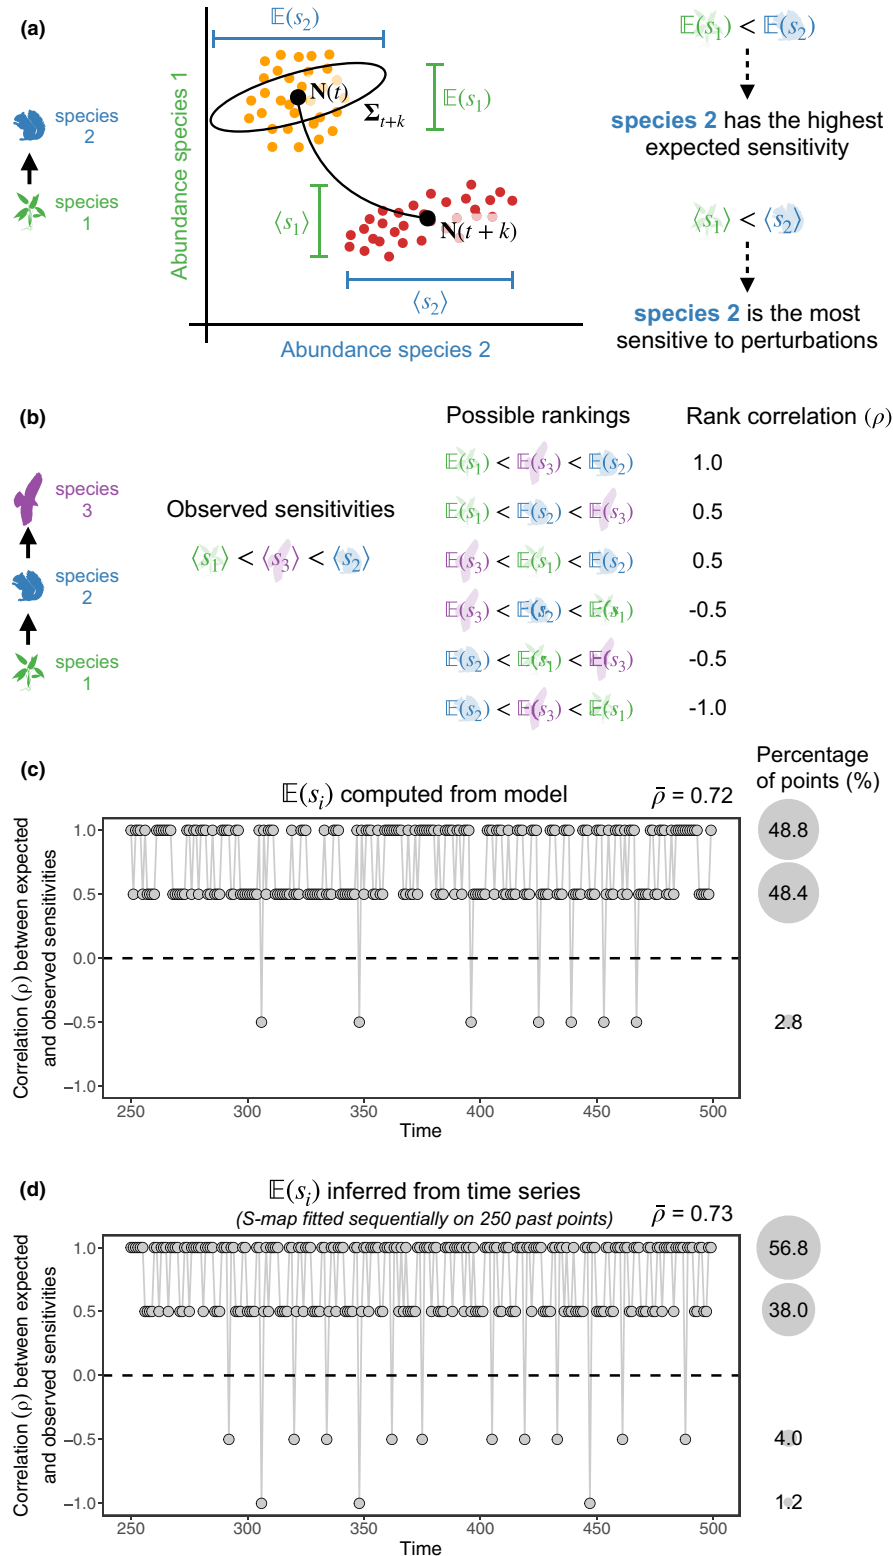 (a)
𝔼(s₂)
Abundance species 1
N(t)
Σₜ₊ₖ
𝔼(s₁)
⟨s₁⟩
N(t + k)
⟨s₂⟩
Abundance species 2
species
2
species
1
𝔼(s₁) < 𝔼(s₂)
species 2 has the highest
expected sensitivity
⟨s₁⟩ < ⟨s₂⟩
species 2 is the most
sensitive to perturbations
(b)
species
3
species
2
species
1
Observed sensitivities
⟨s₁⟩ < ⟨s₃⟩ < ⟨s₂⟩
Possible rankings Rank correlation (ρ)
𝔼(s₁) < 𝔼(s₃) < 𝔼(s₂) 1.0
𝔼(s₁) < 𝔼(s₂) < 𝔼(s₃) 0.5
𝔼(s₃) < 𝔼(s₁) < 𝔼(s₂) 0.5
𝔼(s₃) < 𝔼(s₂) < 𝔼(s₁) -0.5
𝔼(s₂) < 𝔼(s₁) < 𝔼(s₃) -0.5
𝔼(s₂) < 𝔼(s₃) < 𝔼(s₁) -1.0
(c)
𝔼(sᵢ) computed from model
ρ̄ = 0.72
Percentage
of points (%)
Correlation (ρ) between expected
and observed sensitivities
1.0
0.5
0.0
−0.5
−1.0
250 300 350 400 450 500
Time
48.8
48.4
2.8
(d)
𝔼(sᵢ) inferred from time series
(S-map fitted sequentially on 250 past points)
ρ̄ = 0.73
Correlation (ρ) between expected
and observed sensitivities
1.0
0.5
0.0
−0.5
−1.0
250 300 350 400 450 500
Time
56.8
38.0
4.0
1.2